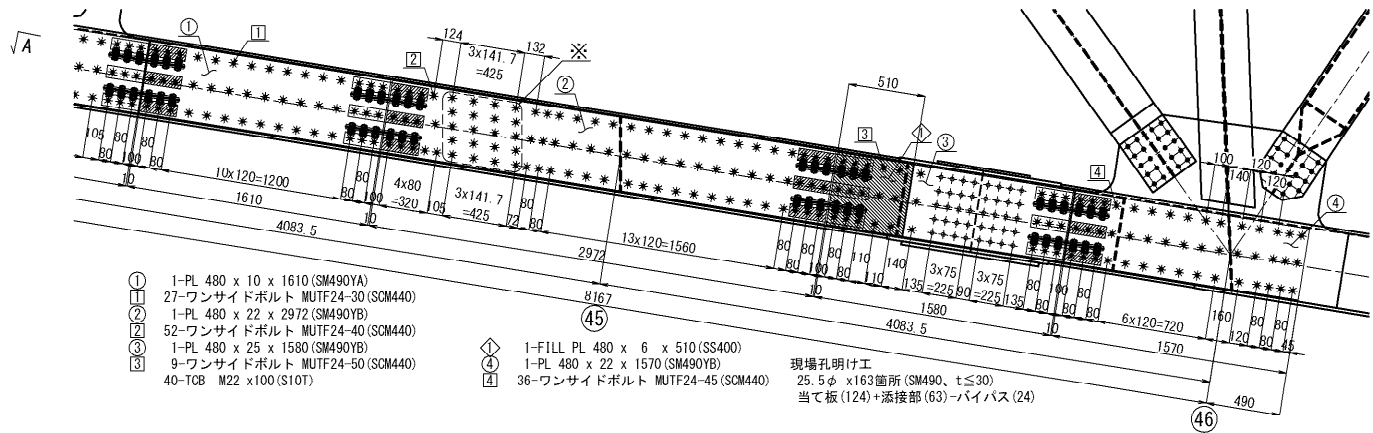 √A
① 1
124
3x141.7
=425
132
※
2
②
510
3
1
③
4
100 120
140 120
④
105 80 80
100 80
10
10x120=1200
1610
80 80
100
4x80
=320
105
3x141.7
=425
72 80
80
10
4083.5
2972
13x120=1560
80 80 80 110 140
80 100 80 110
10
135 3x75
=225 90 3x75
=225 135
80 100 80
80 80
10
1580
6x120=720
160 80 80
120 80 45
1570
8167
4083.5
490
45
46
① 1-PL 480 x 10 x 1610(SM490YA)
1 27-ワンサイドボルト MUTF24-30(SCM440)
② 1-PL 480 x 22 x 2972(SM490YB)
2 52-ワンサイドボルト MUTF24-40(SCM440)
③ 1-PL 480 x 25 x 1580(SM490YB)
3 9-ワンサイドボルト MUTF24-50(SCM440)
40-TCB M22 x100(S10T)
1 1-FILL PL 480 x 6 x 510(SS400)
④ 1-PL 480 x 22 x 1570(SM490YB)
4 36-ワンサイドボルト MUTF24-45(SCM440)
現場孔明け工
25.5φ x163箇所(SM490、t≦30)
当て板(124)+添接部(63)-バイパス(24)